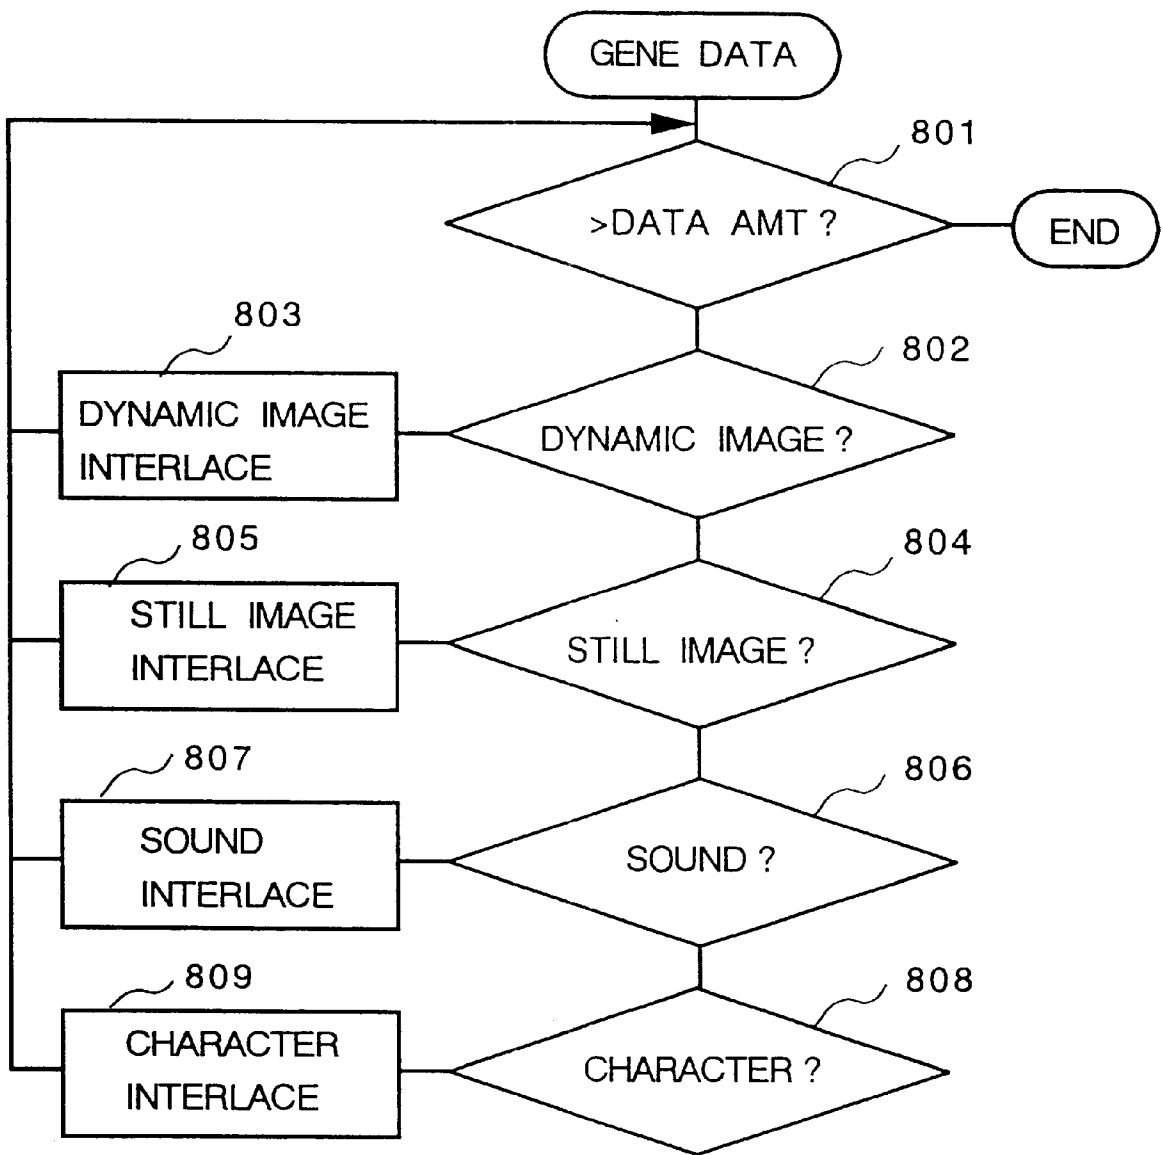 GENE DATA
801
>DATA AMT ?
END
803
802
DYNAMIC IMAGE
INTERLACE
DYNAMIC IMAGE ?
805
804
STILL IMAGE
INTERLACE
STILL IMAGE ?
807
806
SOUND
INTERLACE
SOUND ?
809
808
CHARACTER
INTERLACE
CHARACTER ?